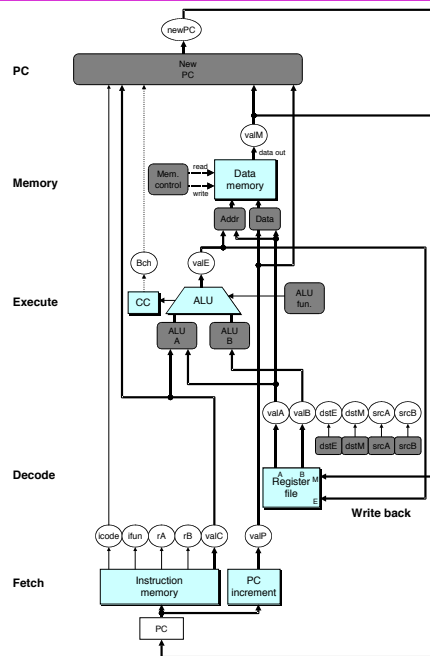 newPC
PC
New
PC
valM
data out
Memory
Mem.
control
read
write
Data
memory
Addr
Data
Bch
valE
Execute
CC
ALU
ALU
fun.
ALU
A
ALU
B
valA
valB
dstE
dstM
srcA
srcB
dstE
dstM
srcA
srcB
Decode
A
B
Register
file
M
E
Write back
icode
ifun
rA
rB
valC
valP
Fetch
Instruction
memory
PC
increment
PC